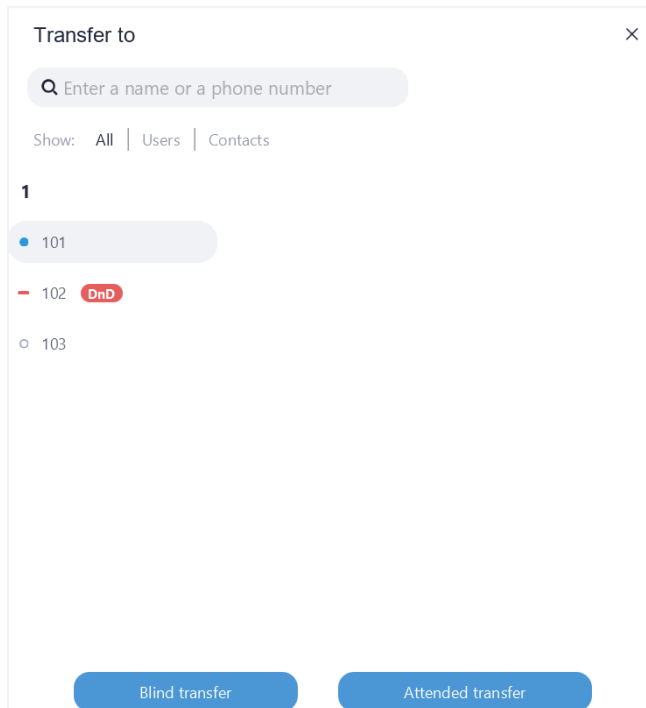 Transfer to
Enter a name or a phone number
Show: All | Users | Contacts
1
101
102 DnD
103
Blind transfer Attended transfer